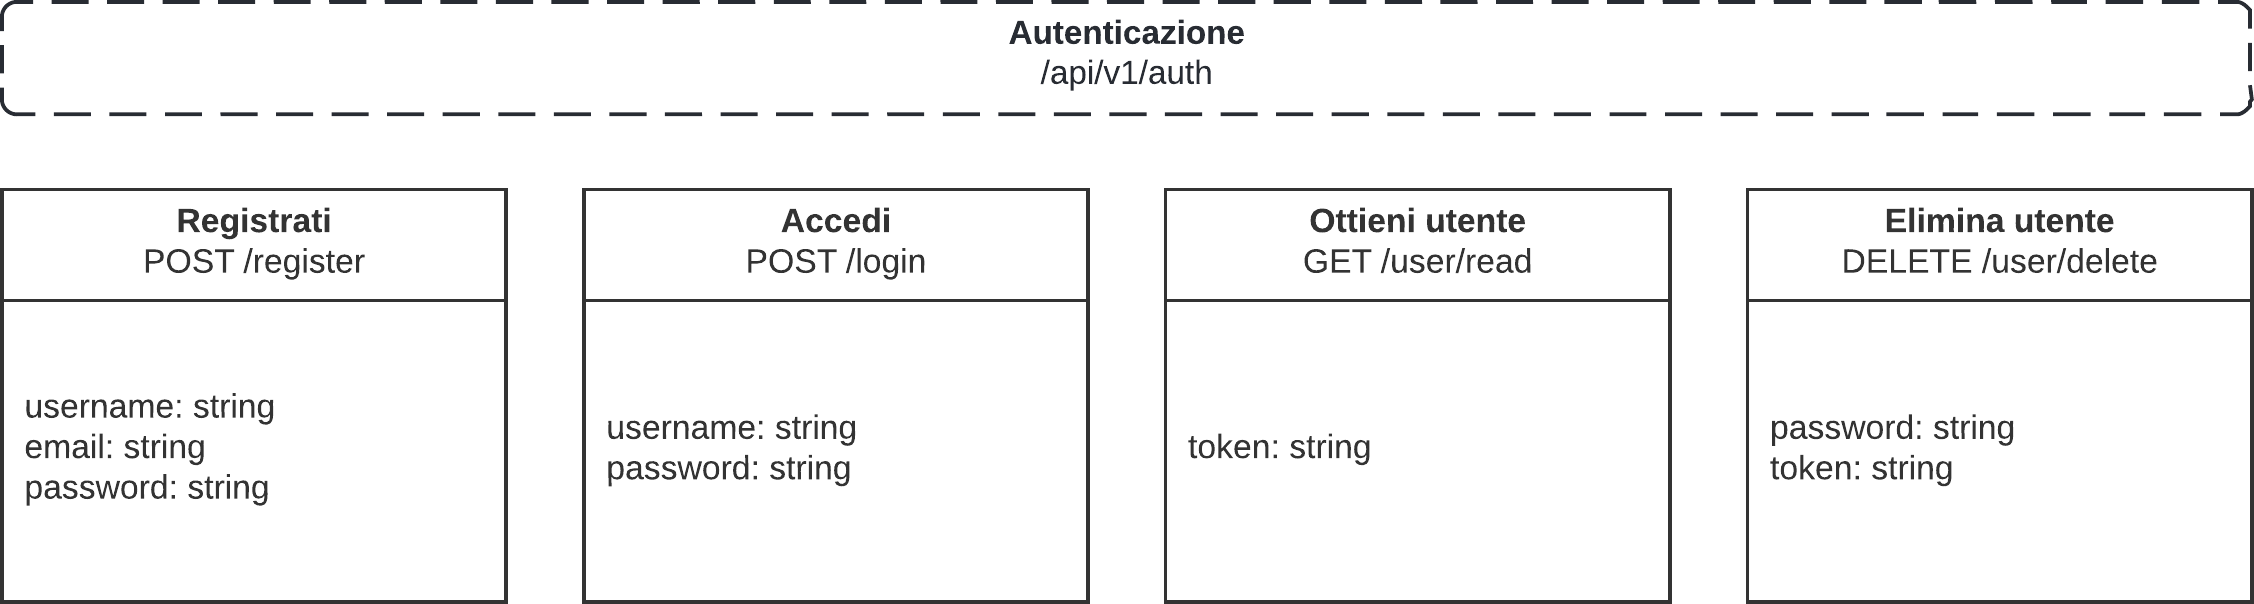 Autenticazione
/api/v1/auth
Registrati
POST /register
username: string
email: string
password: string
Accedi
POST /login
username: string
password: string
Ottieni utente
GET /user/read
token: string
Elimina utente
DELETE /user/delete
password: string
token: string